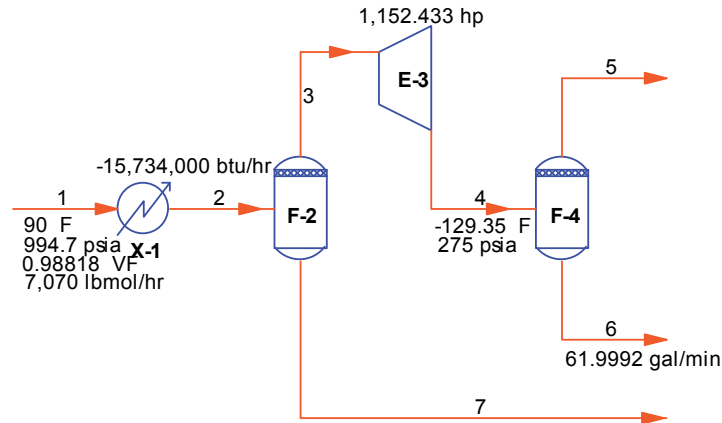 1,152.433 hp
5
E-3
3
-15,734,000 btu/hr
1
2
4
F-2
F-4
90 F
-129.35 F
994.7 psia
275 psia
X-1
0.98818 VF
7,070 lbmol/hr
6
61.9992 gal/min
7